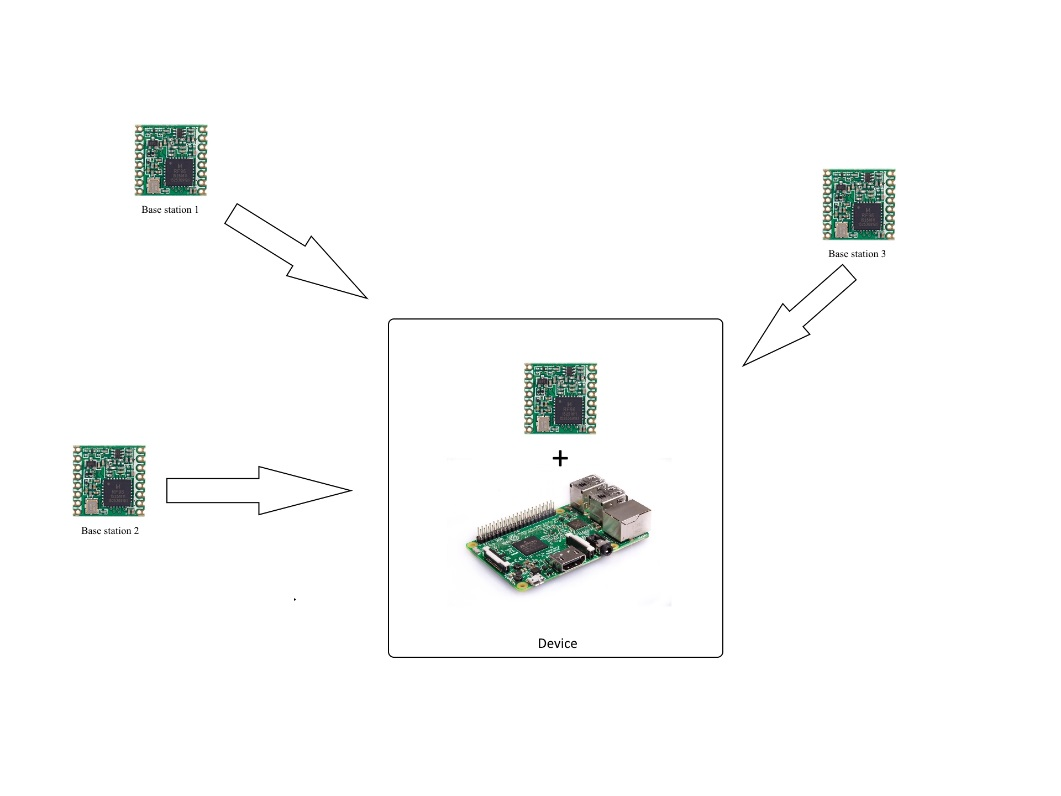 Base station 1
Base station 3
+
Base station 2
Device